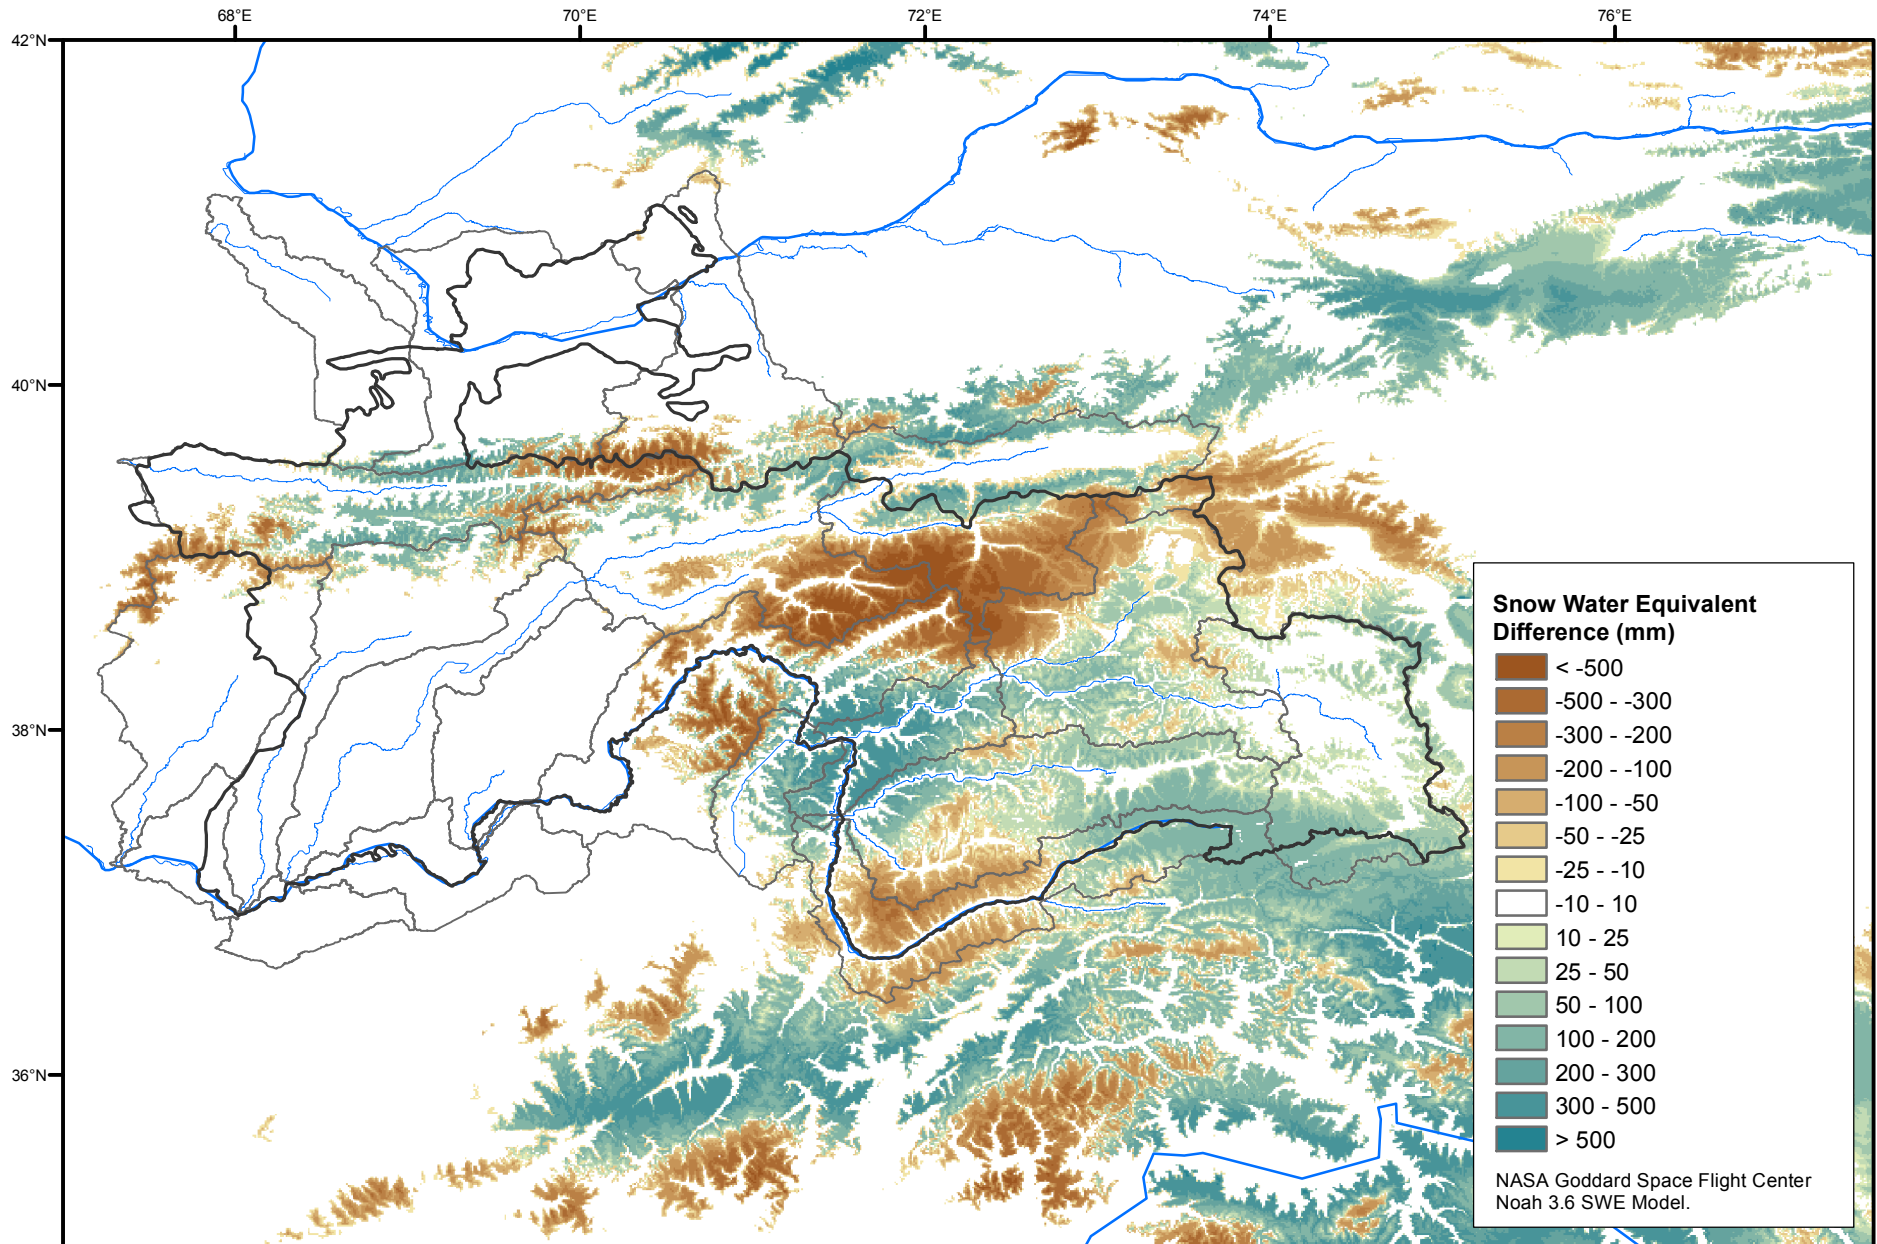 68°E 70°E 72°E 74°E 76°E
42°N
40°N
38°N
36°N
Snow Water Equivalent
Difference (mm)
< -500
-500 - -300
-300 - -200
-200 - -100
-100 - -50
-50 - -25
-25 - -10
-10 - 10
10 - 25
25 - 50
50 - 100
100 - 200
200 - 300
300 - 500
> 500
NASA Goddard Space Flight Center
Noah 3.6 SWE Model.